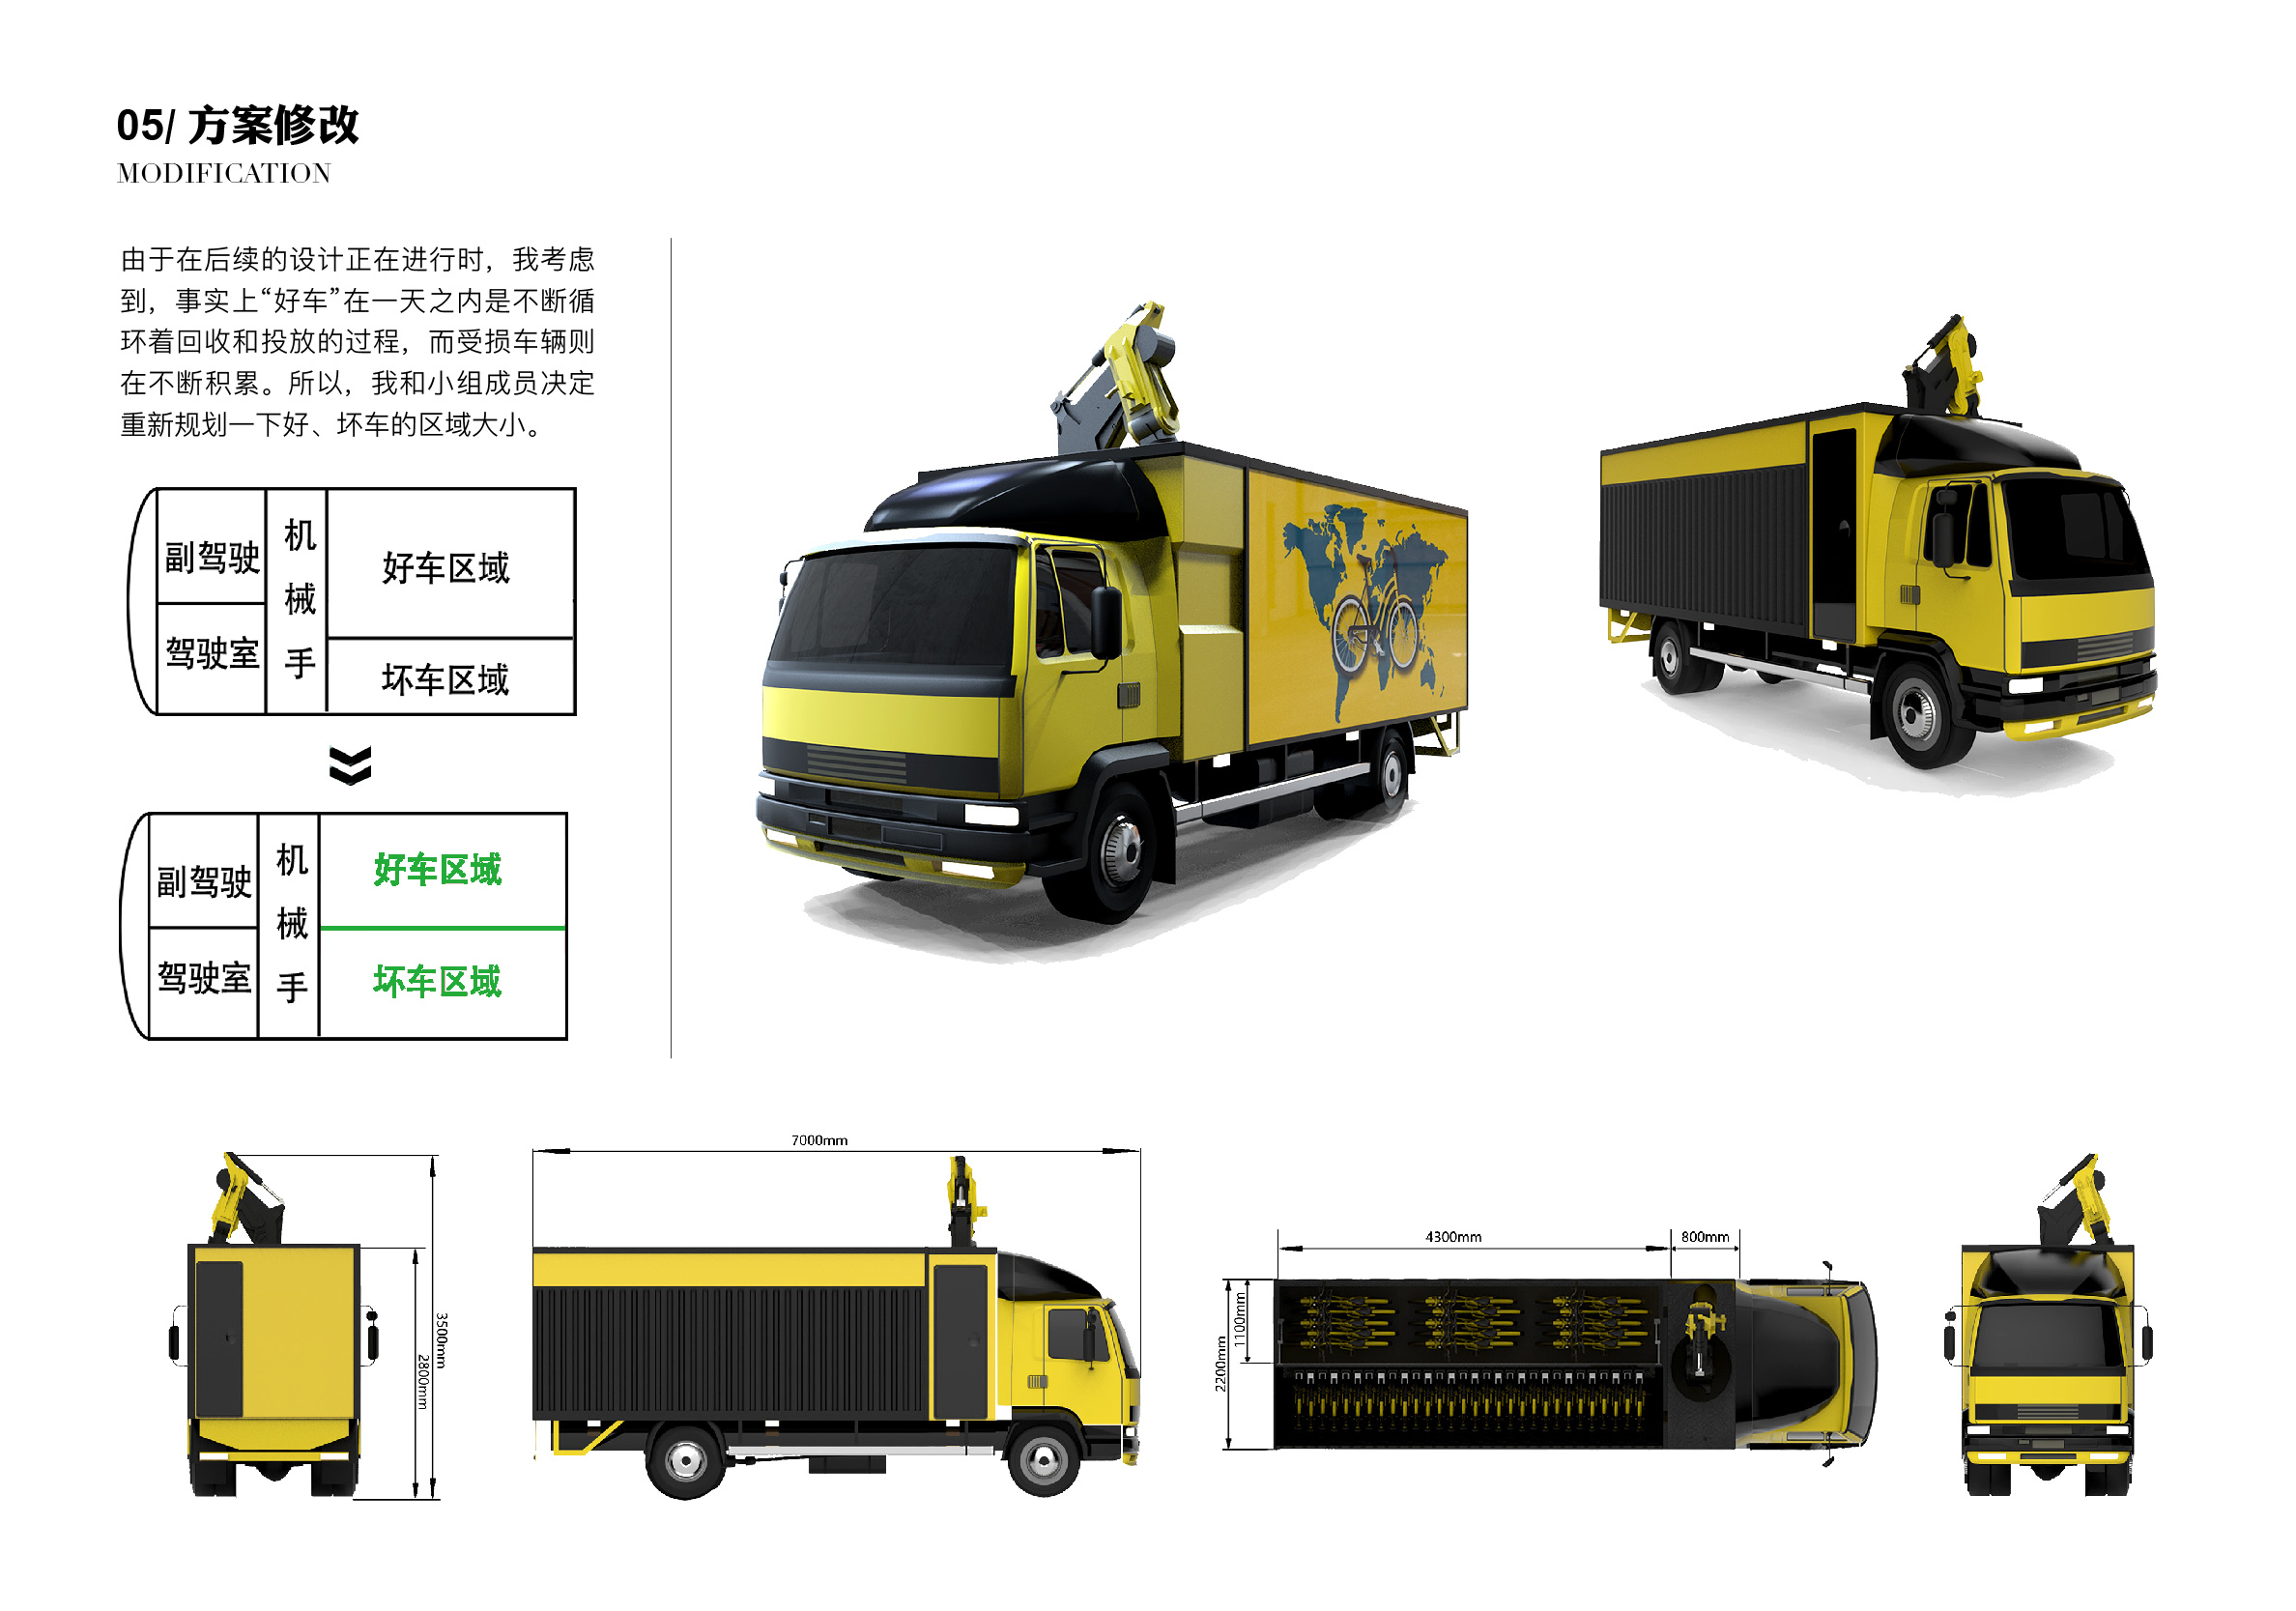 05/ 方案修改
MODIFICATION
由于在后续的设计正在进行时，我考虑
到，事实上“好车”在一天之内是不断循
环着回收和投放的过程，而受损车辆则
在不断积累。所以，我和小组成员决定
重新规划一下好、坏车的区域大小。
副驾驶
驾驶室
机械手
好车区域
坏车区域
副驾驶
驾驶室
机械手
好车区域
坏车区域
3500mm
2800mm
7000mm
4300mm
800mm
1100mm
2200mm